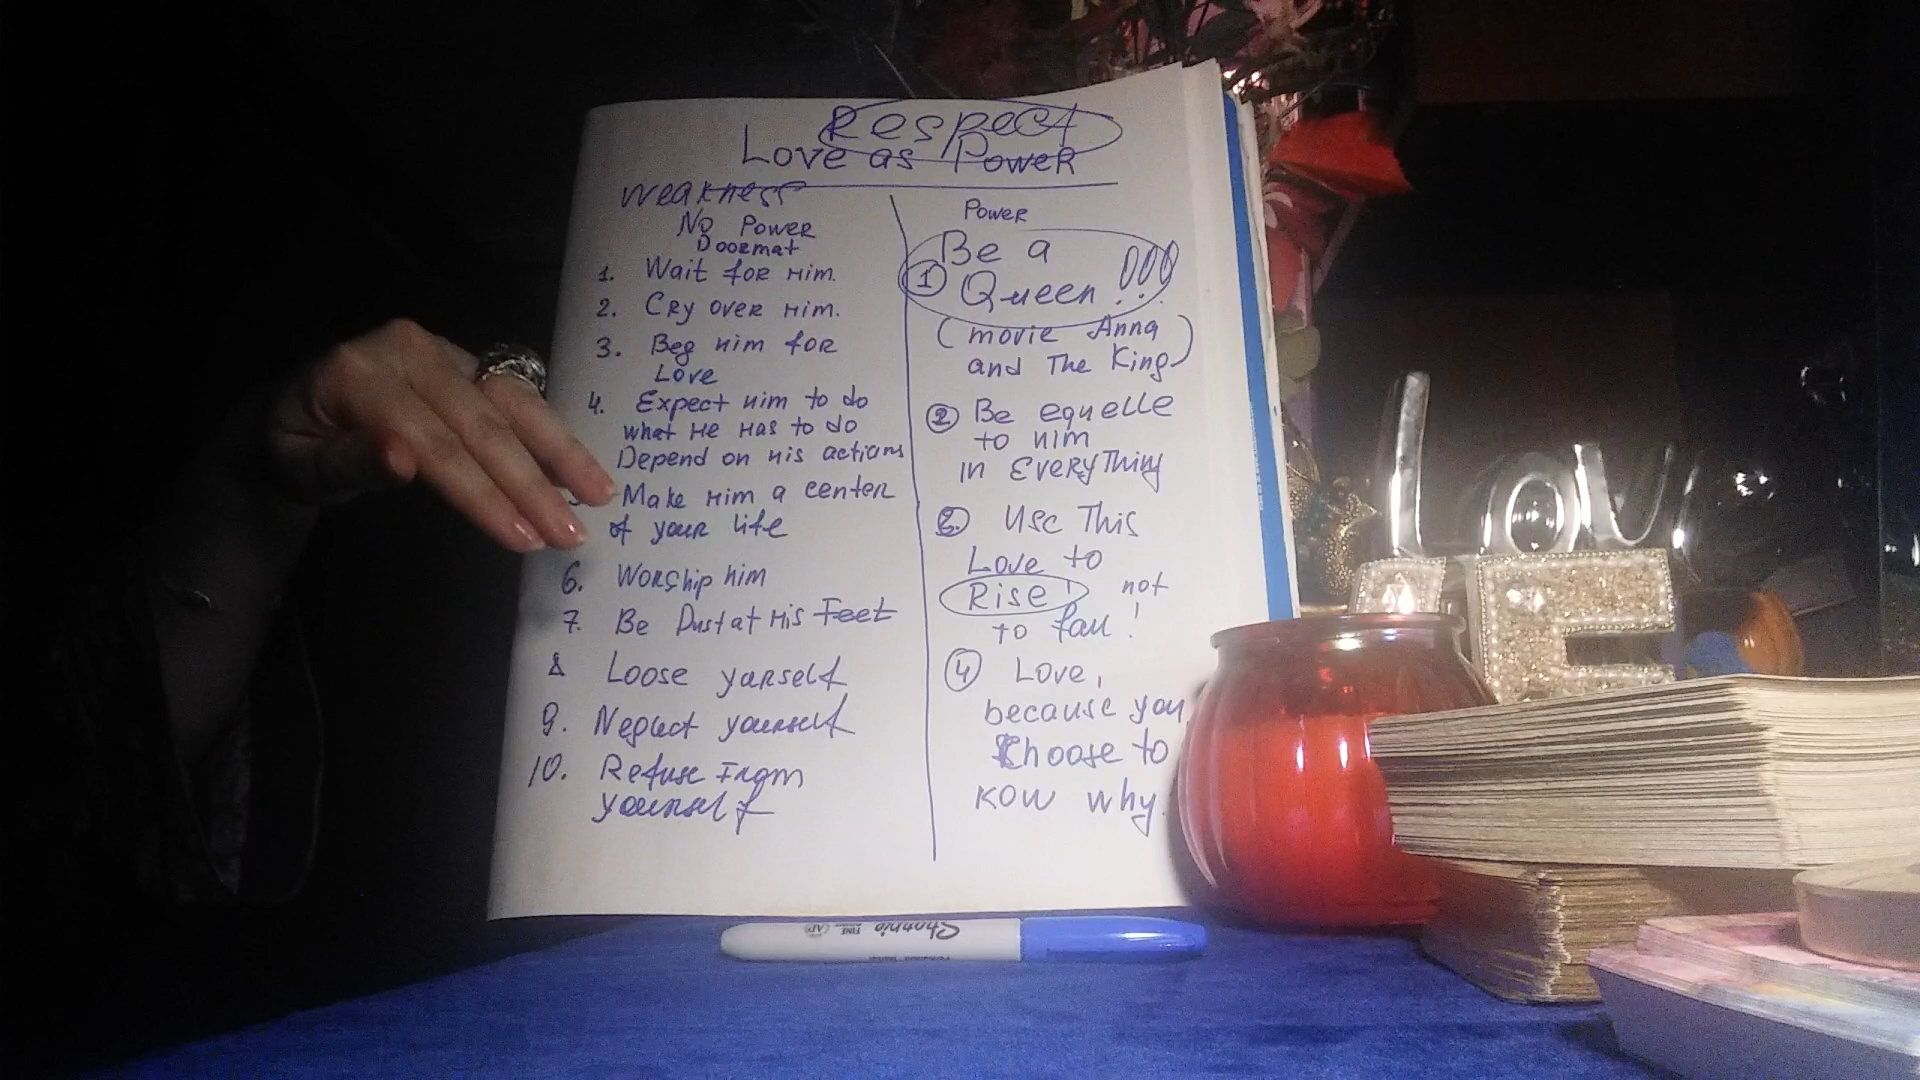 Respect
Love as Power
Weakness
No Power
Doormat
1. Wait for Him.
2. Cry over Him.
3. Beg him for
Love
4. Expect him to do
what He Has to do
Depend on his actions
Make Him a center
of your life
6. Worship him
7. Be Dust at His Feet
8 Loose yourself
9. Neglect yourself
10. Refuse From
yourself
Power
Be a
1 Queen!!!
(movie Anna
and The King)
2 Be equelle
to him
in EveryThing
3. Use This
Love to
Rise! not
to fall!
4 Love,
because you
Choose to
know why.
Sharpie
FINE
AP
LOV
E